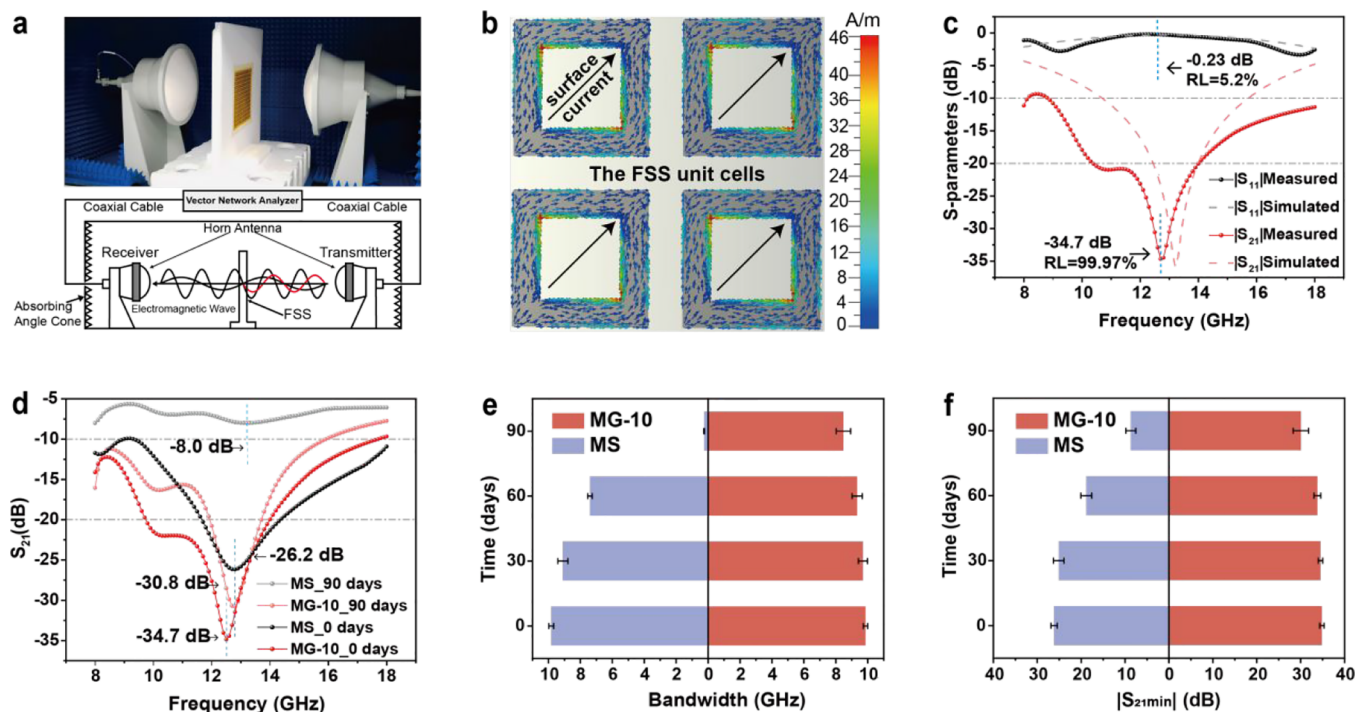 a
Vector Network Analyzer
Coaxial Cable
Coaxial Cable
Horn Antenna
Receiver
Transmitter
Absorbing
Angle Cone
Electromagnetic Wave
FSS
b
surface
current
The FSS unit cells
A/m
46
40
36
32
28
24
20
16
12
8
4
0
c
S-parameters (dB)
0
-5
-10
-15
-20
-25
-30
-35
-0.23 dB
RL=5.2%
-34.7 dB
RL=99.97%
|S11|Measured
|S11|Simulated
|S21|Measured
|S21|Simulated
8 10 12 14 16 18
Frequency (GHz)
d
S21(dB)
-5
-10
-15
-20
-25
-30
-35
-8.0 dB
-26.2 dB
-30.8 dB
-34.7 dB
MS_90 days
MG-10_90 days
MS_0 days
MG-10_0 days
8 10 12 14 16 18
Frequency (GHz)
e
MG-10
MS
Time (days)
90
60
30
0
10 8 6 4 2 0 2 4 6 8 10
Bandwidth (GHz)
f
MG-10
MS
Time (days)
90
60
30
0
40 30 20 10 0 10 20 30 40
|S21min| (dB)